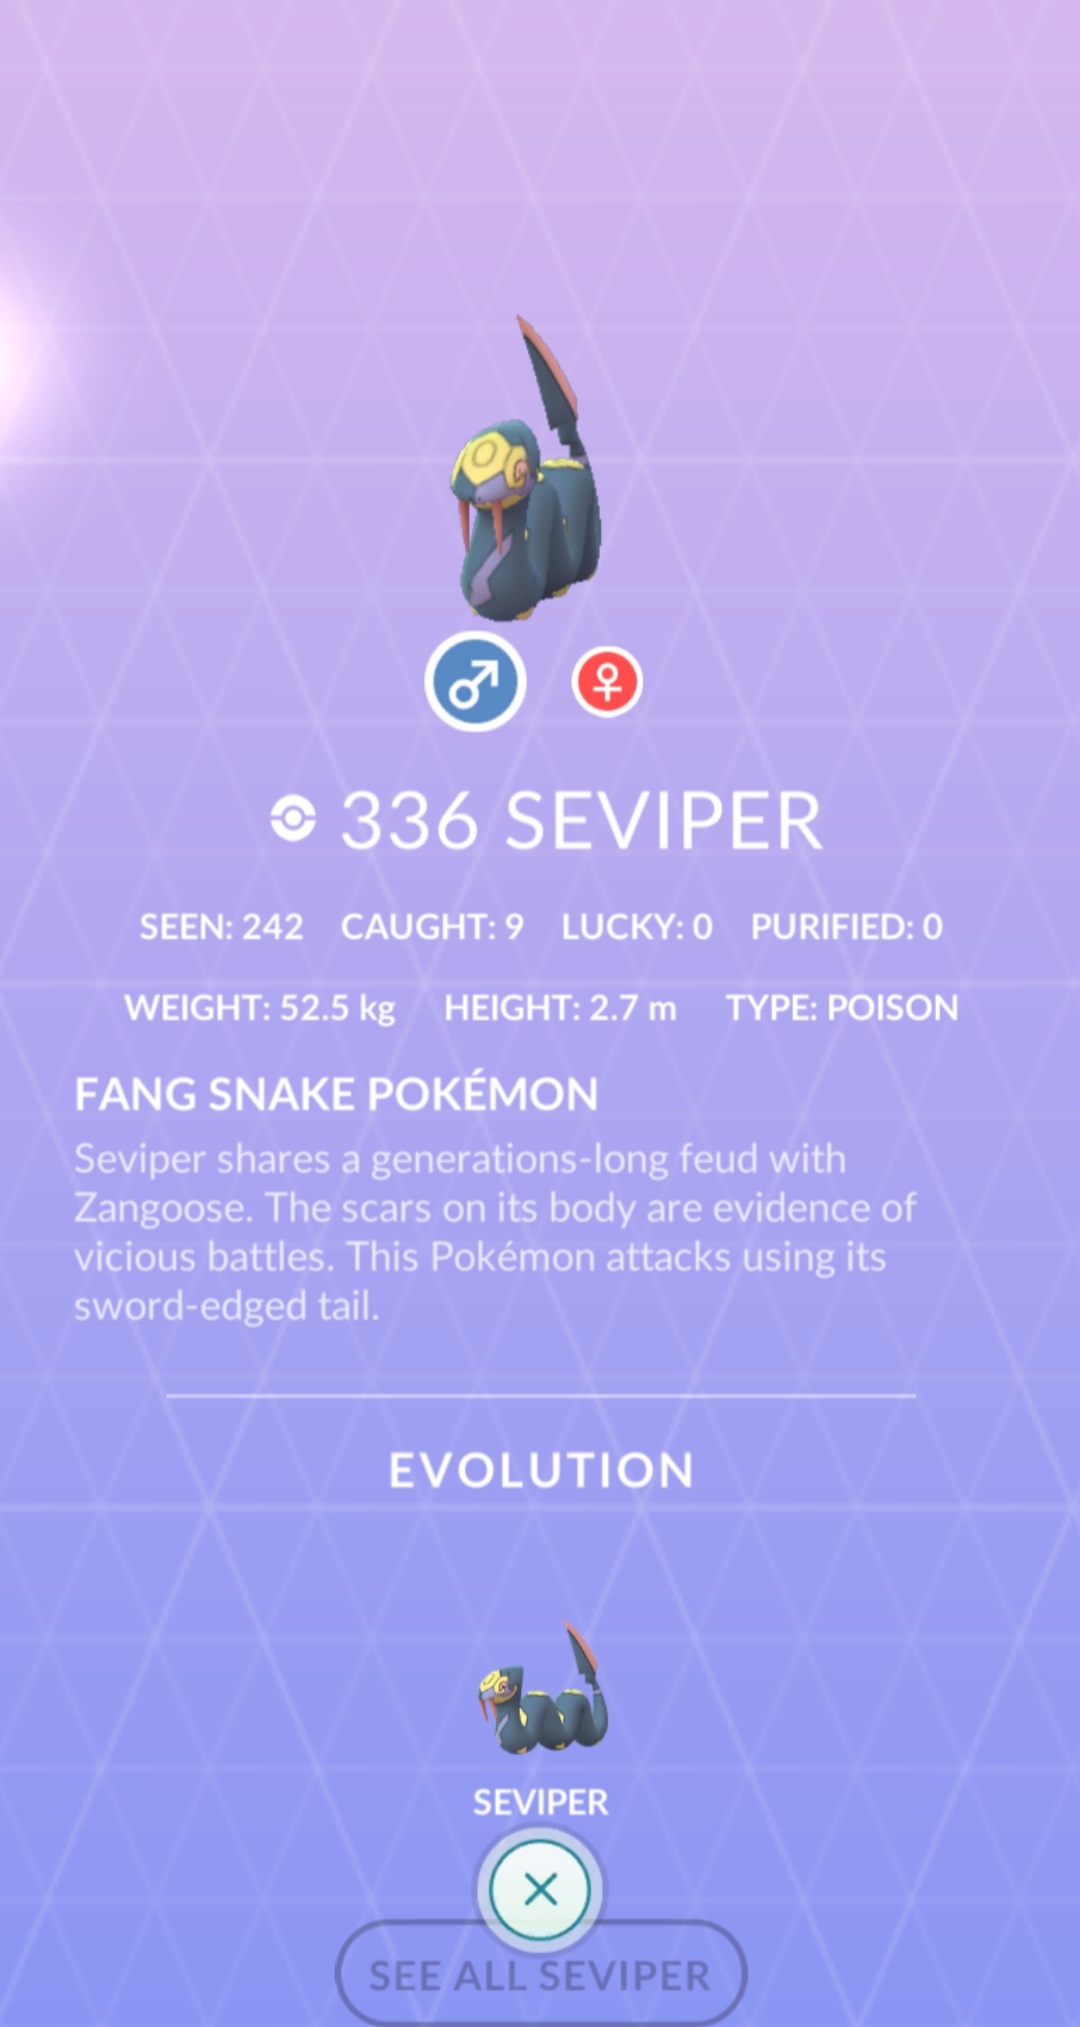 336 SEVIPER
SEEN: 242 CAUGHT: 9 LUCKY: 0 PURIFIED: 0
WEIGHT: 52.5 kg HEIGHT: 2.7 m TYPE: POISON
FANG SNAKE POKÉMON
Seviper shares a generations-long feud with
Zangoose. The scars on its body are evidence of
vicious battles. This Pokémon attacks using its
sword-edged tail.
EVOLUTION
SEVIPER
SEE ALL SEVIPER